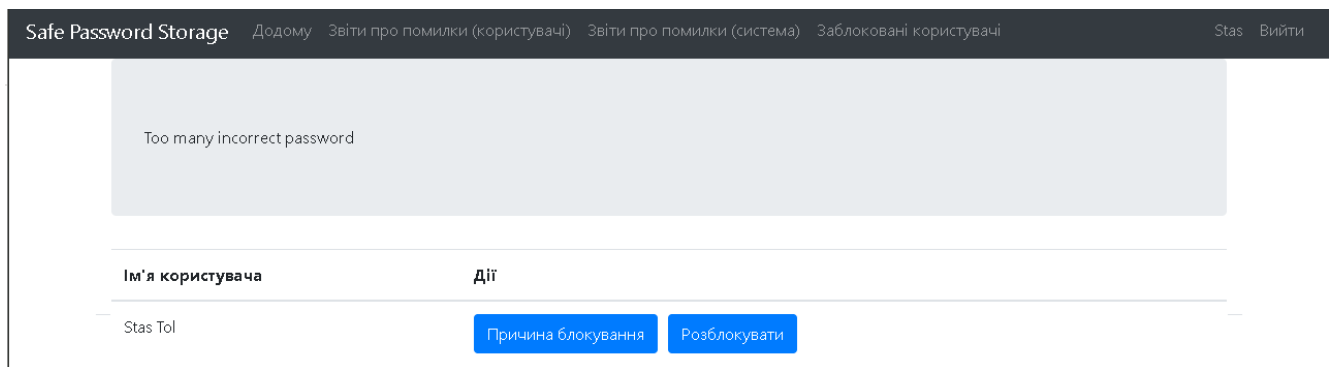 Safe Password Storage Додому Звіти про помилки (користувачі) Звіти про помилки (система) Заблоковані користувачі Stas Вийти
Too many incorrect password
Ім'я користувача Дії
Stas Tol Причина блокування Розблокувати